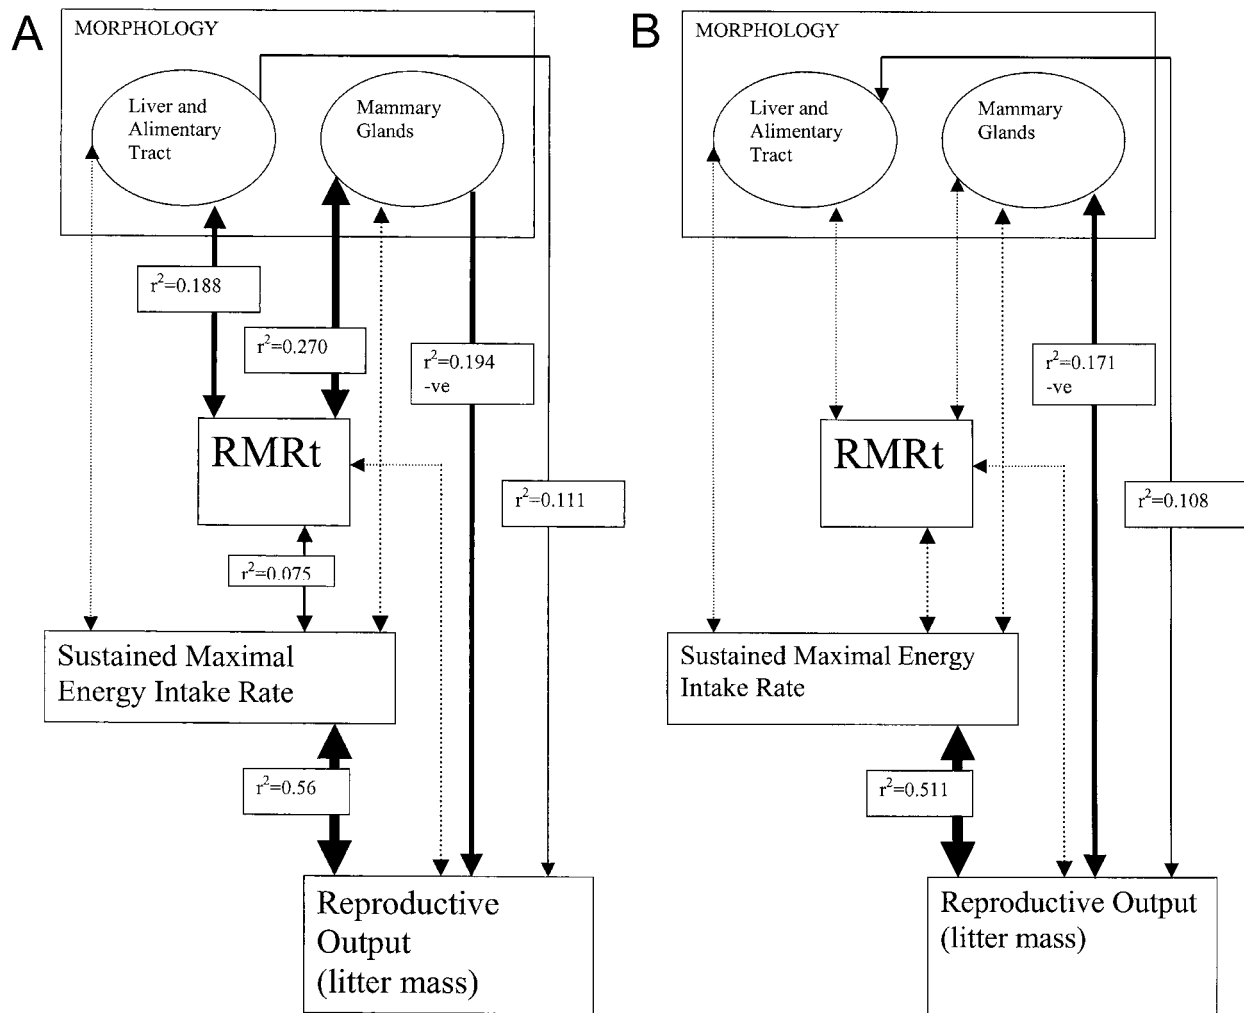 A
MORPHOLOGY
Liver and
Alimentary
Tract
Mammary
Glands
r²=0.188
r²=0.270
r²=0.194
-ve
RMRt
r²=0.111
r²=0.075
Sustained Maximal
Energy Intake Rate
r²=0.56
Reproductive
Output
(litter mass)
B
MORPHOLOGY
Liver and
Alimentary
Tract
Mammary
Glands
r²=0.171
-ve
RMRt
r²=0.108
Sustained Maximal Energy
Intake Rate
r²=0.511
Reproductive Output
(litter mass)